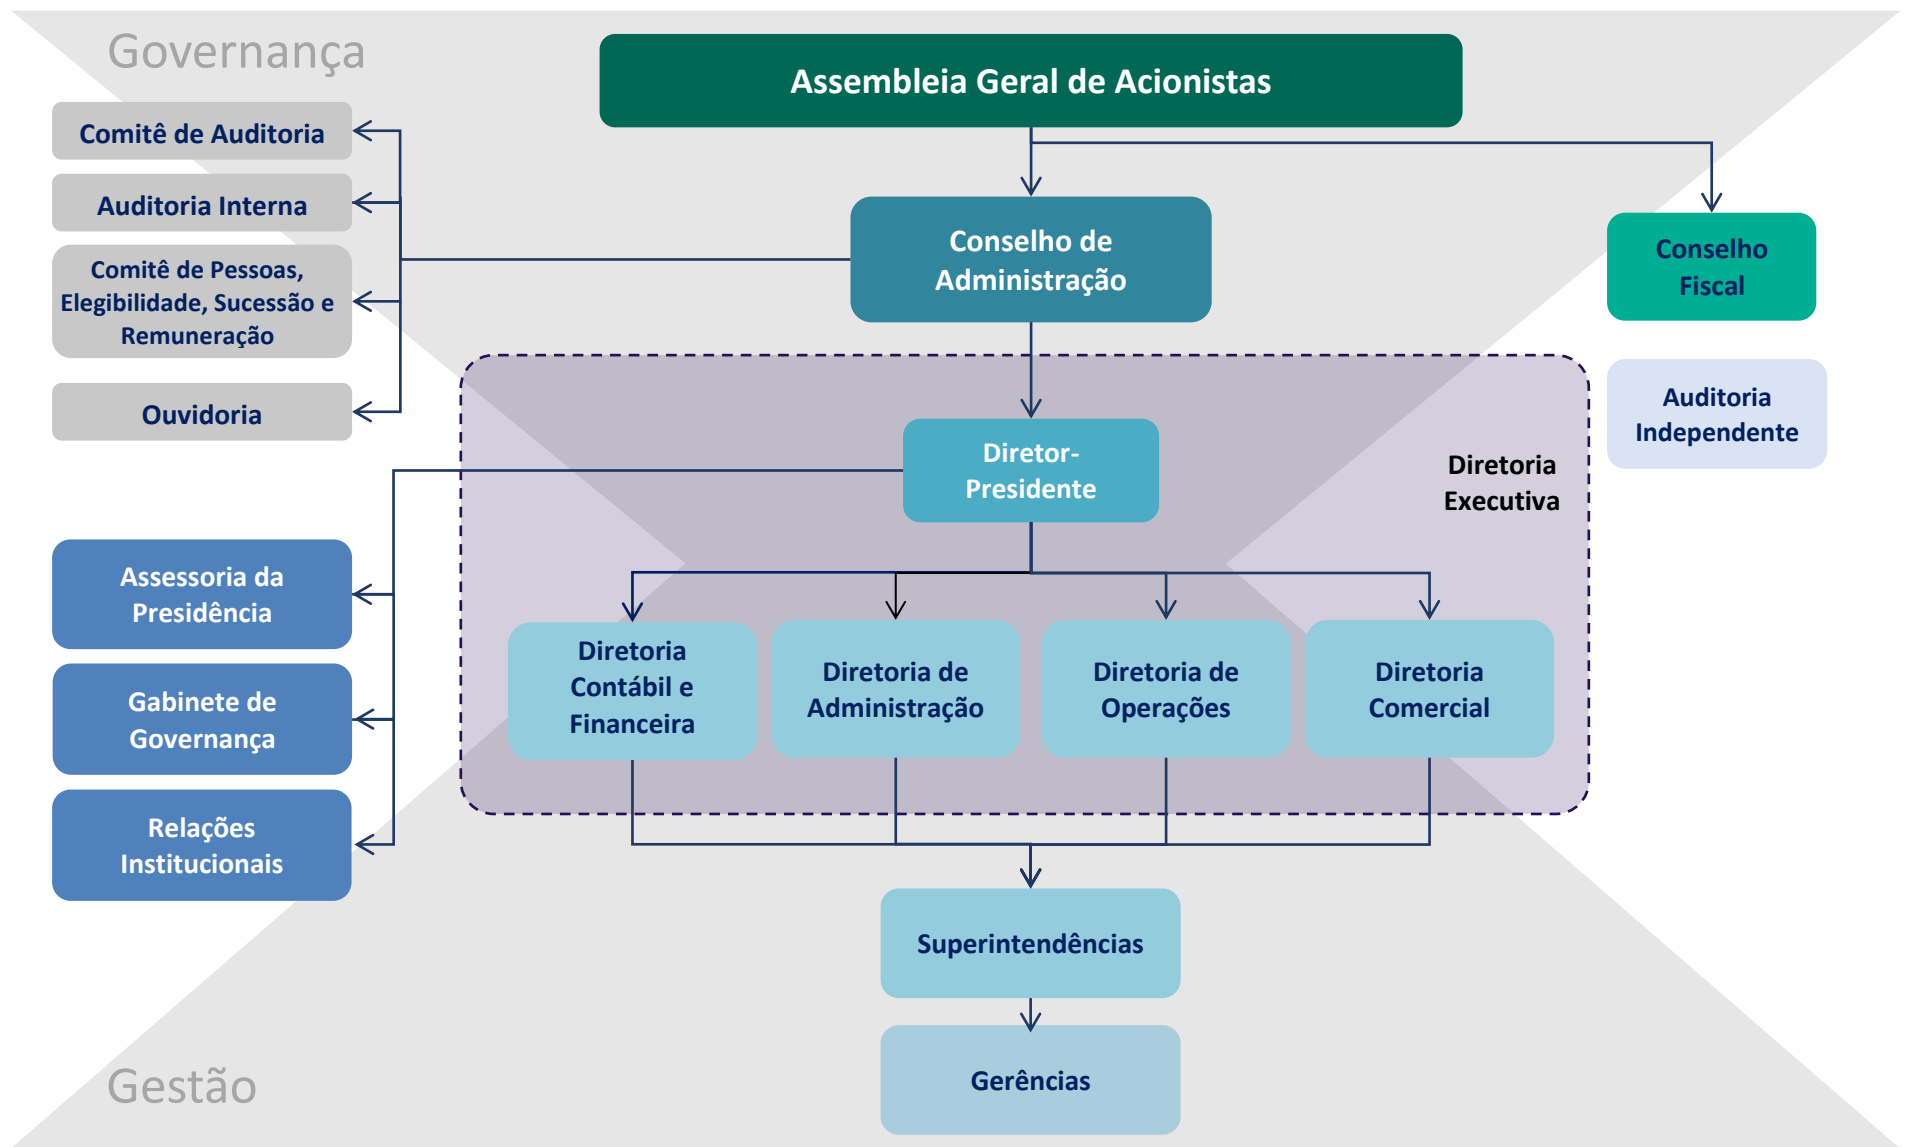 Governança
Assembleia Geral de Acionistas
Comitê de Auditoria
Auditoria Interna
Comitê de Pessoas,
Elegibilidade, Sucessão e
Remuneração
Ouvidoria
Conselho de
Administração
Conselho
Fiscal
Auditoria
Independente
Diretor-
Presidente
Diretoria
Executiva
Assessoria da
Presidência
Gabinete de
Governança
Relações
Institucionais
Diretoria
Contábil e
Financeira
Diretoria de
Administração
Diretoria de
Operações
Diretoria
Comercial
Superintendências
Gerências
Gestão